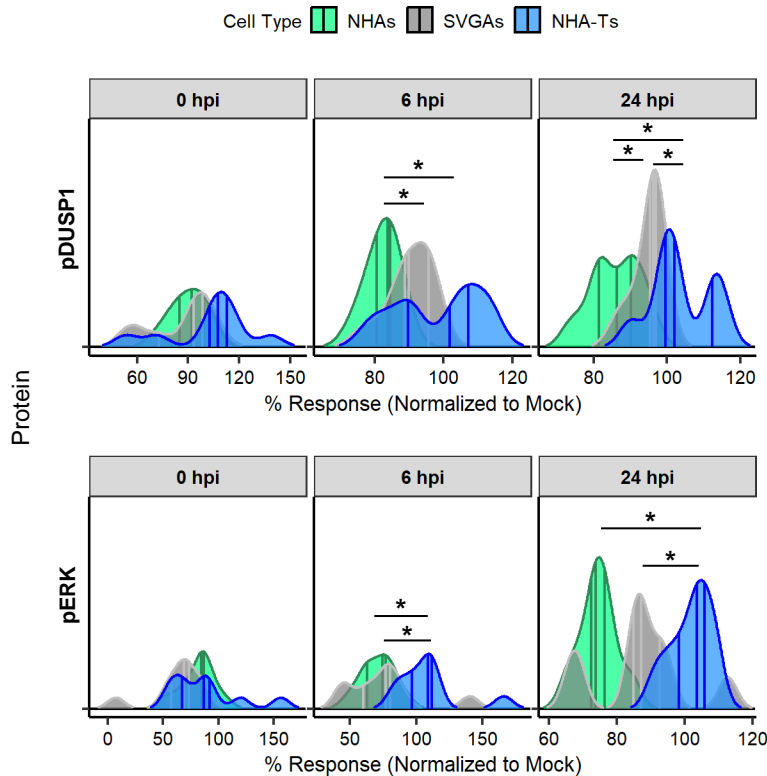 Cell Type NHAs SVGAs NHA-Ts
0 hpi 6 hpi 24 hpi
* * * * *
pDUSP1
60 90 120 150 80 100 120 80 100 120
% Response (Normalized to Mock)
Protein
0 hpi 6 hpi 24 hpi
* * * *
pERK
0 50 100 150 50 100 150 60 80 100 120
% Response (Normalized to Mock)